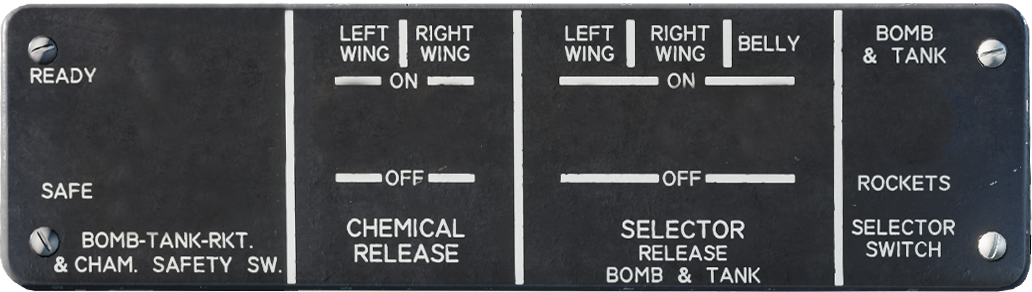 READY
SAFE
BOMB-TANK-RKT.
& CHAM. SAFETY SW.
LEFT WING
RIGHT WING
ON
OFF
CHEMICAL
RELEASE
LEFT WING
RIGHT WING
BELLY
ON
OFF
SELECTOR
RELEASE
BOMB & TANK
BOMB
& TANK
ROCKETS
SELECTOR
SWITCH